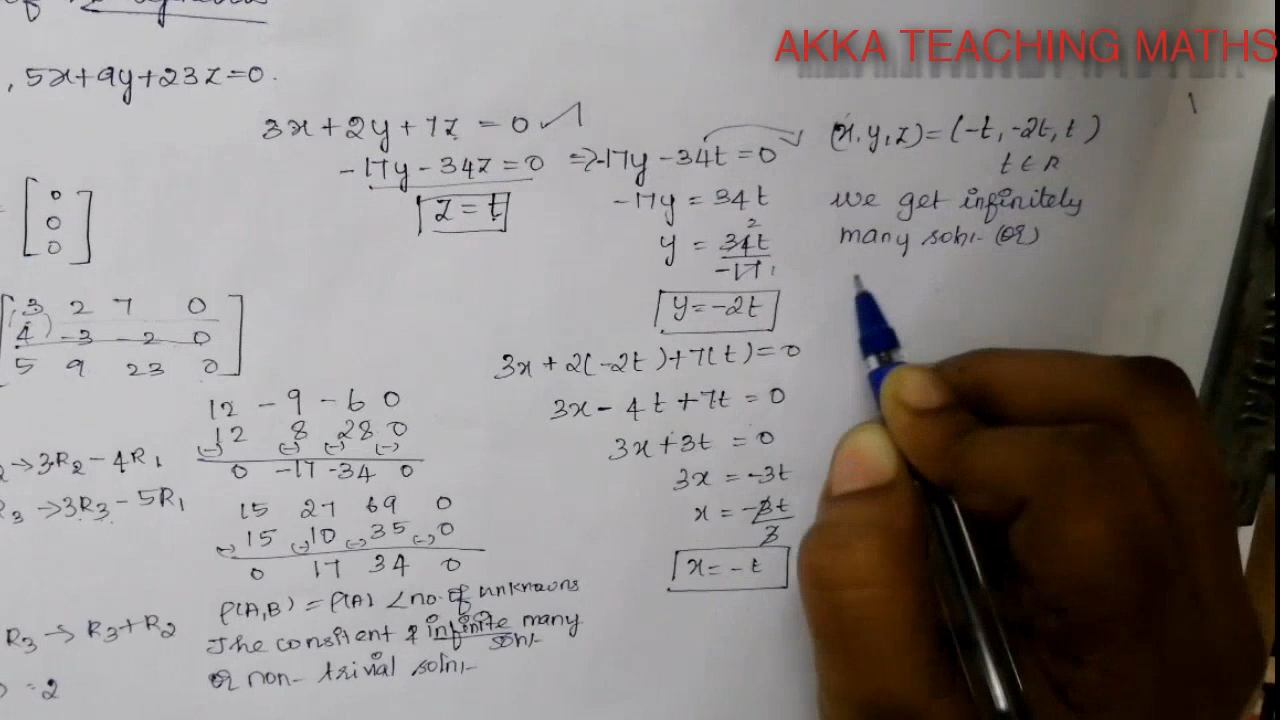 AKKA TEACHING MATHS
of
, 5x+9y+23z=0.
= [0
0
0]
[3 2 7 0
4 -3 -2 0
5 9 23 0]
→3R2-4R1
R3 →3R3-5R1
R3 → R3+R2
=2
3x+2y+7z = 0 ✓
-17y-34z=0 ⇒-17y-34t=0
z=t
12 -9 -6 0
(-)12 (-)8 (-)28 (-)0
0 -17 -34 0
15 27 69 0
(-)15 (-)10 (-)35 (-)0
0 17 34 0
ρ(A,B) = ρ(A) < no. of unknowns
The consitent & infinite many
soln:-
or non-trivial soln:-
-17y = 34t
y = 34t/-17
2
1
y=-2t
3x+2(-2t)+7(t)=0
3x-4t+7t=0
3x+3t=0
3x=-3t
x=-3t/3
x=-t
(x,y,z)=(-t,-2t,t)
t∈R
we get infinitely
many soln:- (or)